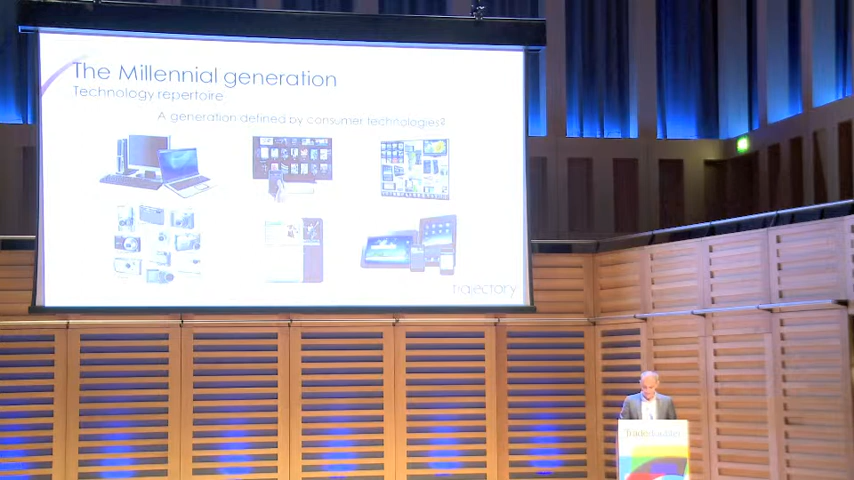 The Millennial generation
Technology repertoire
A generation defined by consumer technologies?
trajectory